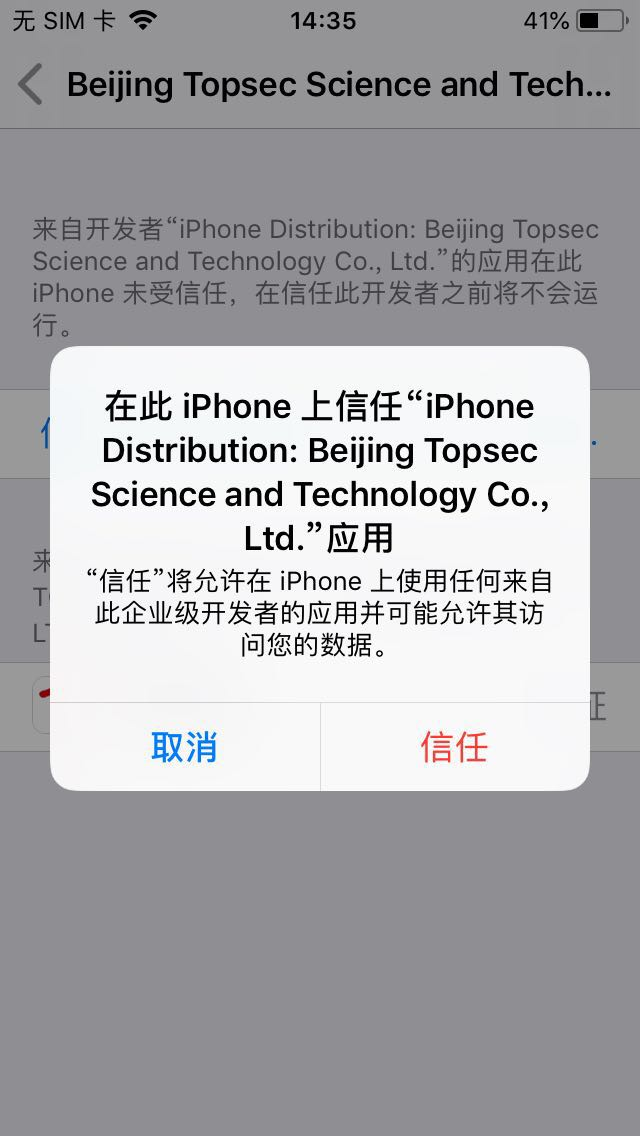 无 SIM 卡 14:35 41%
Beijing Topsec Science and Tech...
来自开发者“iPhone Distribution: Beijing Topsec
Science and Technology Co., Ltd.”的应用在此
iPhone 未受信任，在信任此开发者之前将不会运
行。
在此 iPhone 上信任“iPhone
Distribution: Beijing Topsec
Science and Technology Co.,
Ltd.”应用
“信任”将允许在 iPhone 上使用任何来自
此企业级开发者的应用并可能允许其访
问您的数据。
来
取消 信任